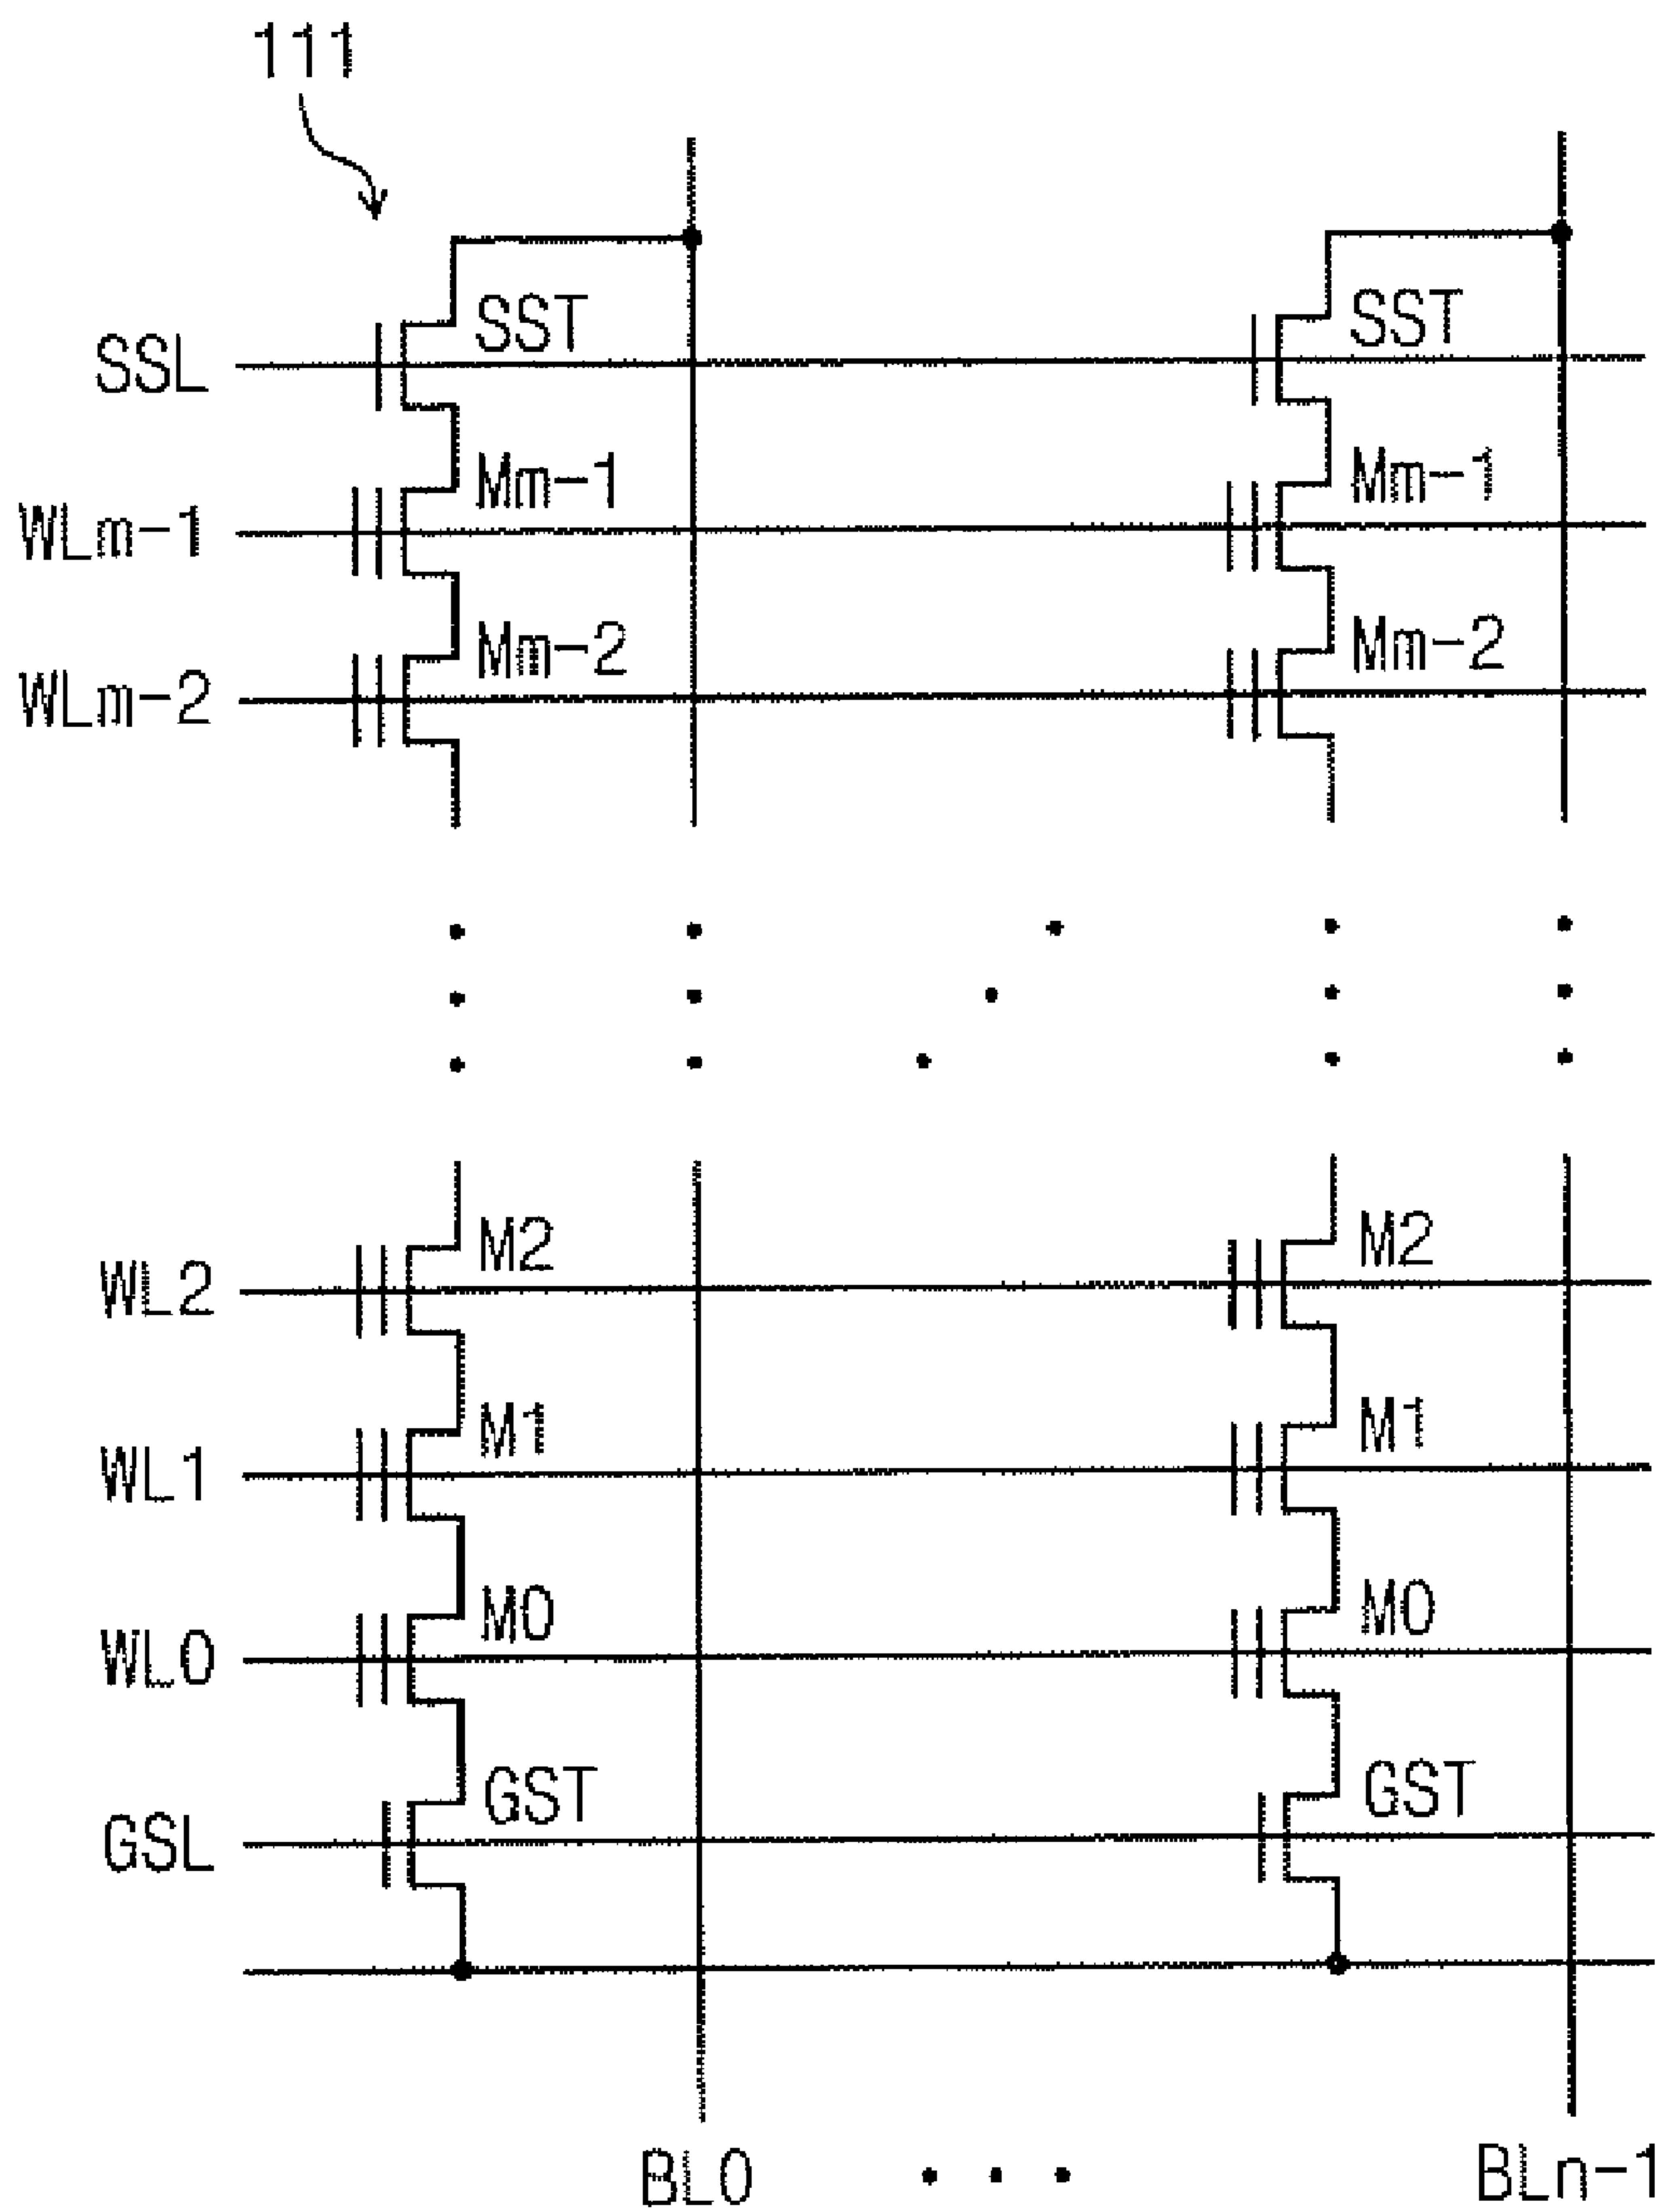 111
SSL SST SST
Mm-1 Mm-1
WLm-1
Mm-2 Mm-2
WLm-2
M2 M2
WL2
M1 M1
WL1
M0 M0
WL0
GST GST
GSL
BL0 • • • BLn-1